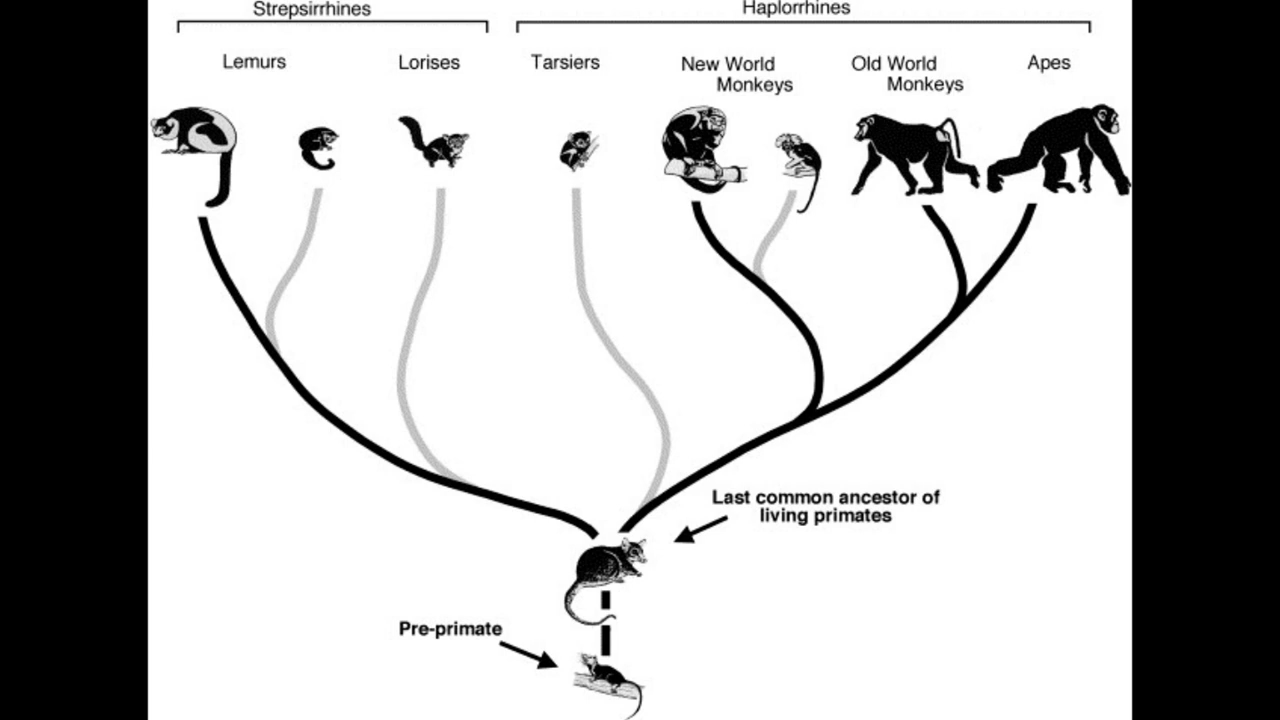 Strepsirrhines
Haplorrhines
Lemurs
Lorises
Tarsiers
New World
Monkeys
Old World
Monkeys
Apes
Last common ancestor of
living primates
Pre-primate